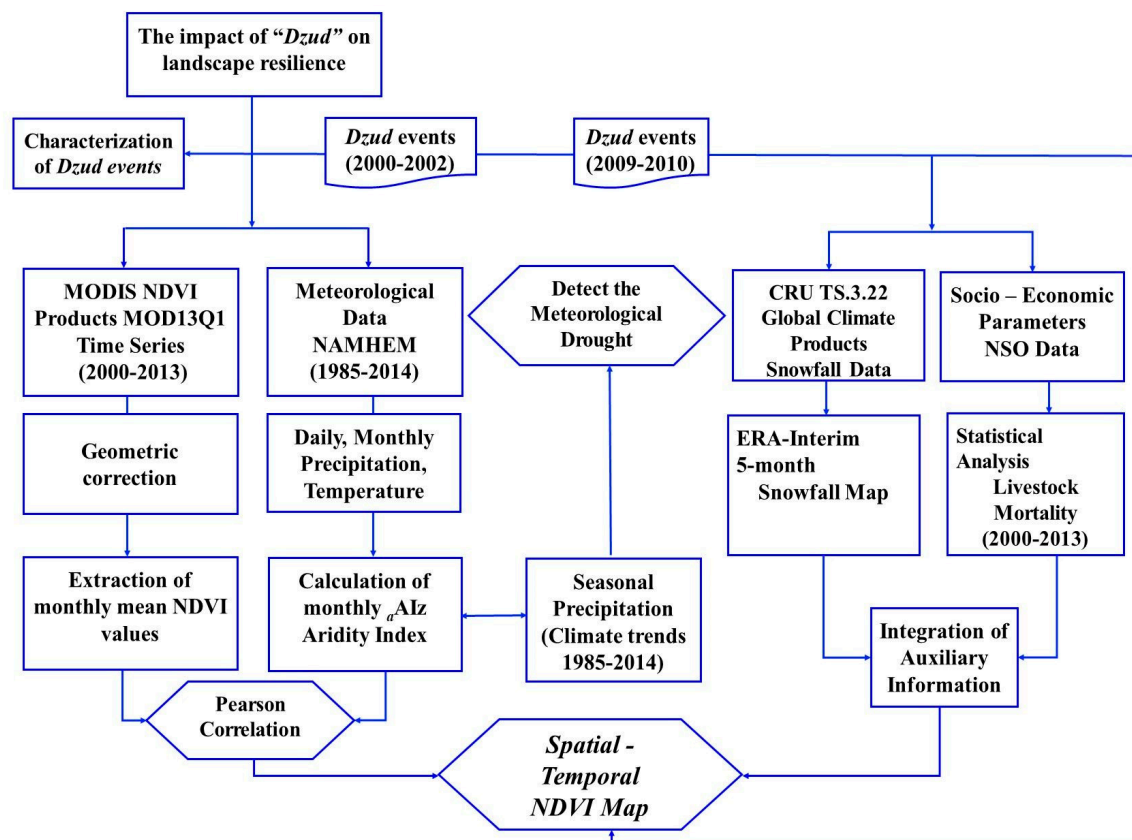 The impact of “Dzud” on
landscape resilience
Characterization
of Dzud events
Dzud events
(2000-2002)
Dzud events
(2009-2010)
MODIS NDVI
Products MOD13Q1
Time Series
(2000-2013)
Meteorological
Data
NAMHEM
(1985-2014)
Detect the
Meteorological
Drought
CRU TS.3.22
Global Climate
Products
Snowfall Data
Socio – Economic
Parameters
NSO Data
Geometric
correction
Daily, Monthly
Precipitation,
Temperature
ERA-Interim
5-month
Snowfall Map
Statistical
Analysis
Livestock
Mortality
(2000-2013)
Extraction of
monthly mean NDVI
values
Calculation of
monthly aAIz
Aridity Index
Seasonal
Precipitation
(Climate trends
1985-2014)
Integration of
Auxiliary
Information
Pearson
Correlation
Spatial -
Temporal
NDVI Map